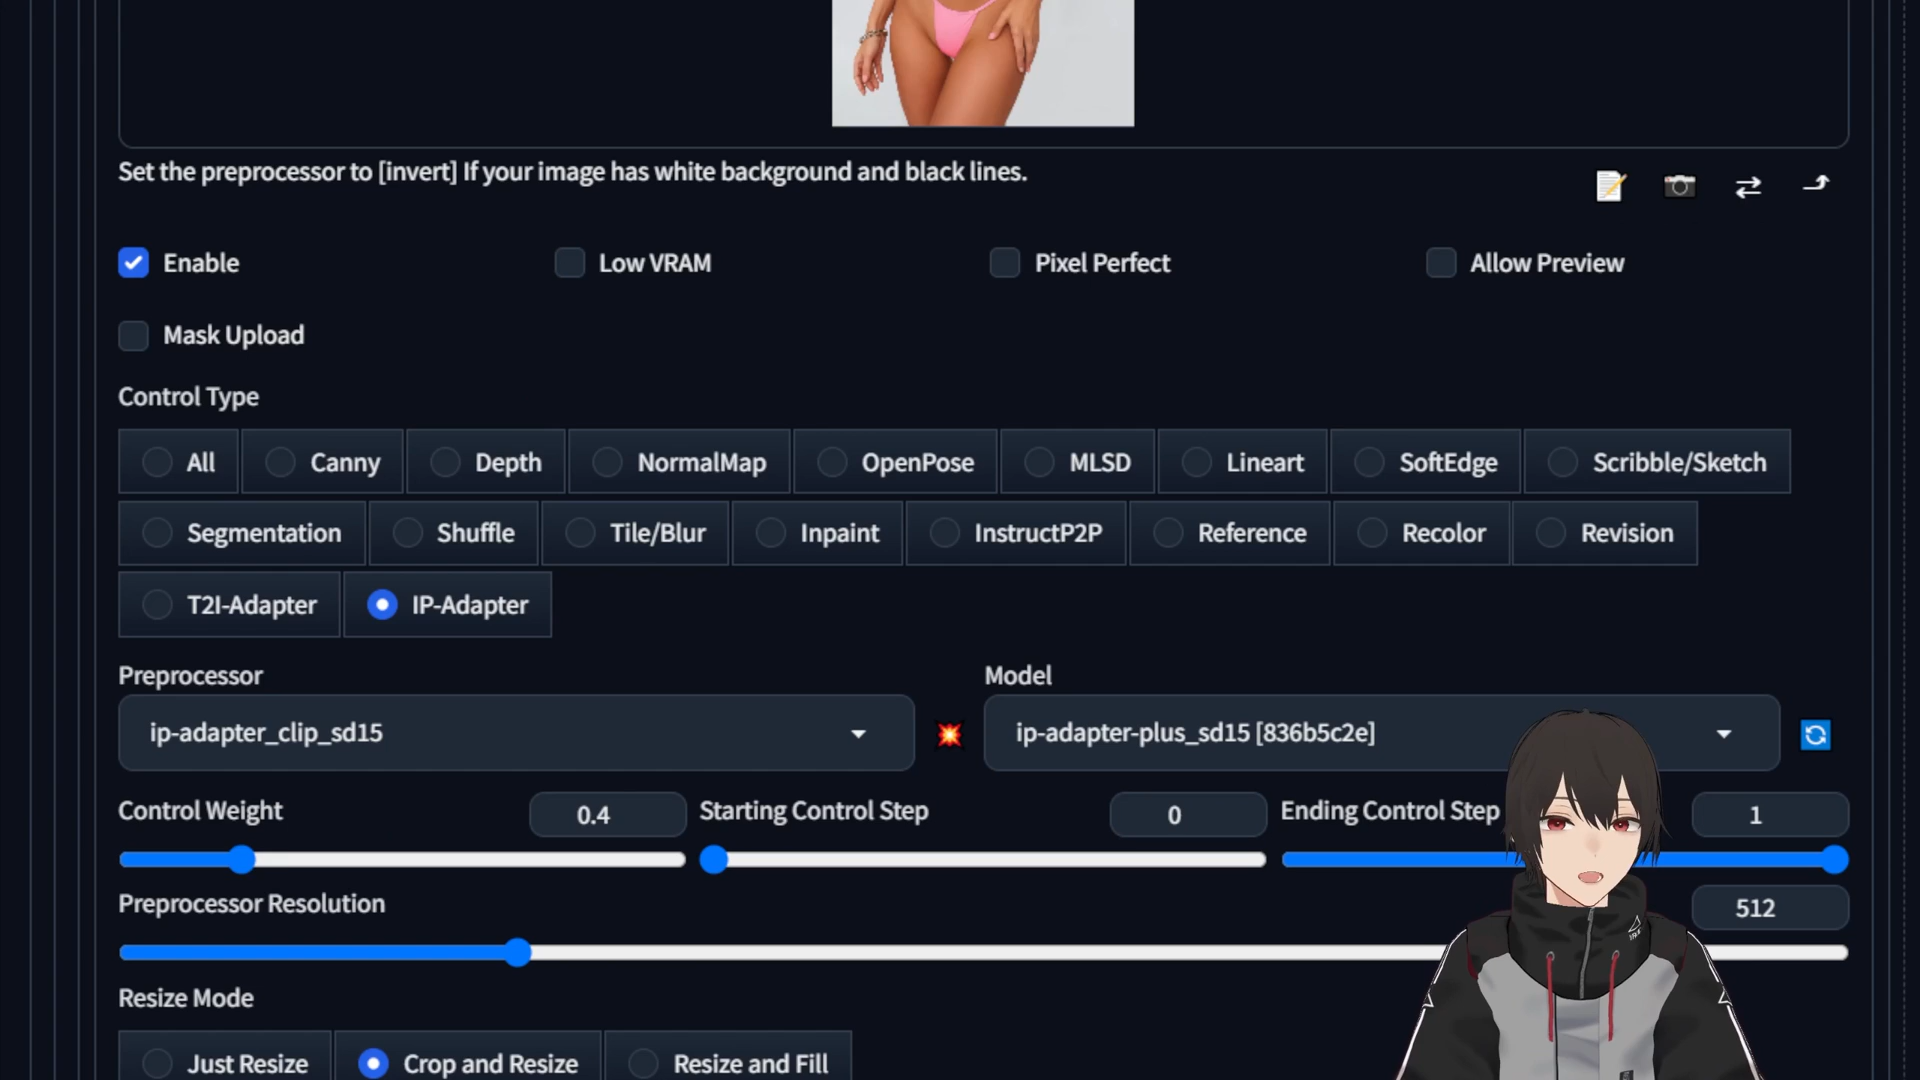 Set the preprocessor to [invert] If your image has white background and black lines.
Enable
Low VRAM
Pixel Perfect
Allow Preview
Mask Upload
Control Type
All
Canny
Depth
NormalMap
OpenPose
MLSD
Lineart
SoftEdge
Scribble/Sketch
Segmentation
Shuffle
Tile/Blur
Inpaint
InstructP2P
Reference
Recolor
Revision
T2I-Adapter
IP-Adapter
Preprocessor
Model
ip-adapter_clip_sd15
ip-adapter-plus_sd15 [836b5c2e]
Control Weight
0.4
Starting Control Step
0
Ending Control Step
1
Preprocessor Resolution
512
Resize Mode
Just Resize
Crop and Resize
Resize and Fill